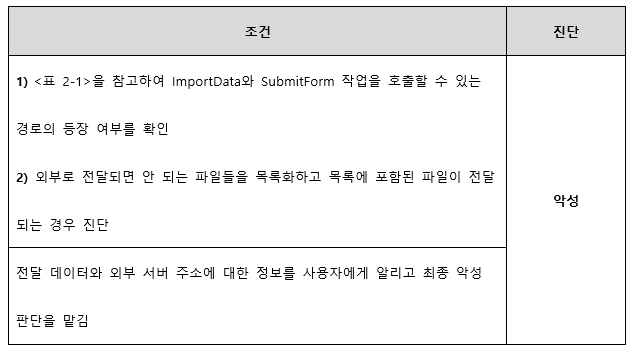 조건 진단
1) <표 2-1>을 참고하여 ImportData와 SubmitForm 작업을 호출할 수 있는
경로의 등장 여부를 확인
2) 외부로 전달되면 안 되는 파일들을 목록화하고 목록에 포함된 파일이 전달
되는 경우 진단
악성
전달 데이터와 외부 서버 주소에 대한 정보를 사용자에게 알리고 최종 악성
판단을 맡김